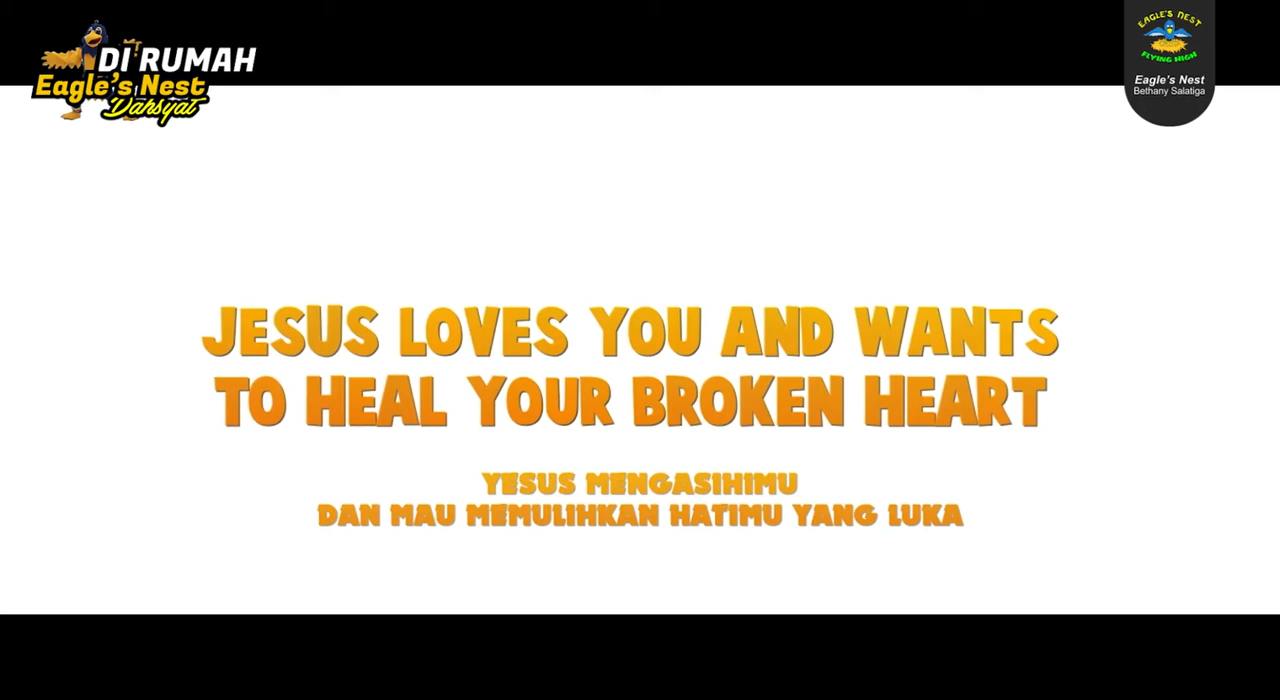 DI RUMAH
Eagle's Nest
Dahsyat
EAGLE'S NEST
FLYING HIGH
Eagle's Nest
Bethany Salatiga
JESUS LOVES YOU AND WANTS
TO HEAL YOUR BROKEN HEART
YESUS MENGASIHIMU
DAN MAU MEMULIHKAN HATIMU YANG LUKA